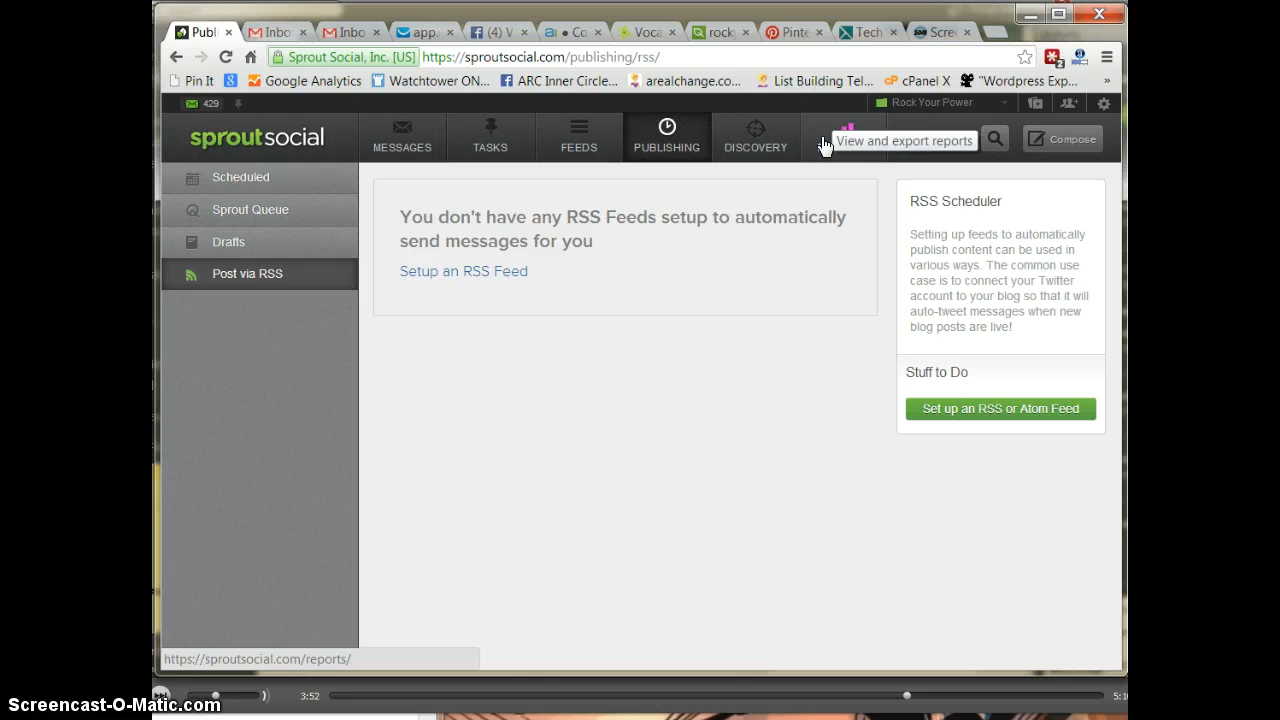 Publ
Inbo
Inbo
app.
(4) V
● Co
Voca
rocky
Pinte
Tech
Scre
Sprout Social, Inc. [US]
https://sproutsocial.com/publishing/rss/
Pin It
Google Analytics
Watchtower ON...
ARC Inner Circle...
arealchange.co...
List Building Tel...
cPanel X
"Wordpress Exp...
»
429
Rock Your Power
sproutsocial
MESSAGES
TASKS
FEEDS
PUBLISHING
DISCOVERY
View and export reports
Compose
Scheduled
Sprout Queue
Drafts
Post via RSS
You don't have any RSS Feeds setup to automatically
send messages for you
Setup an RSS Feed
RSS Scheduler
Setting up feeds to automatically
publish content can be used in
various ways. The common use
case is to connect your Twitter
account to your blog so that it will
auto-tweet messages when new
blog posts are live!
Stuff to Do
Set up an RSS or Atom Feed
https://sproutsocial.com/reports/
3:52
Screencast-O-Matic.com